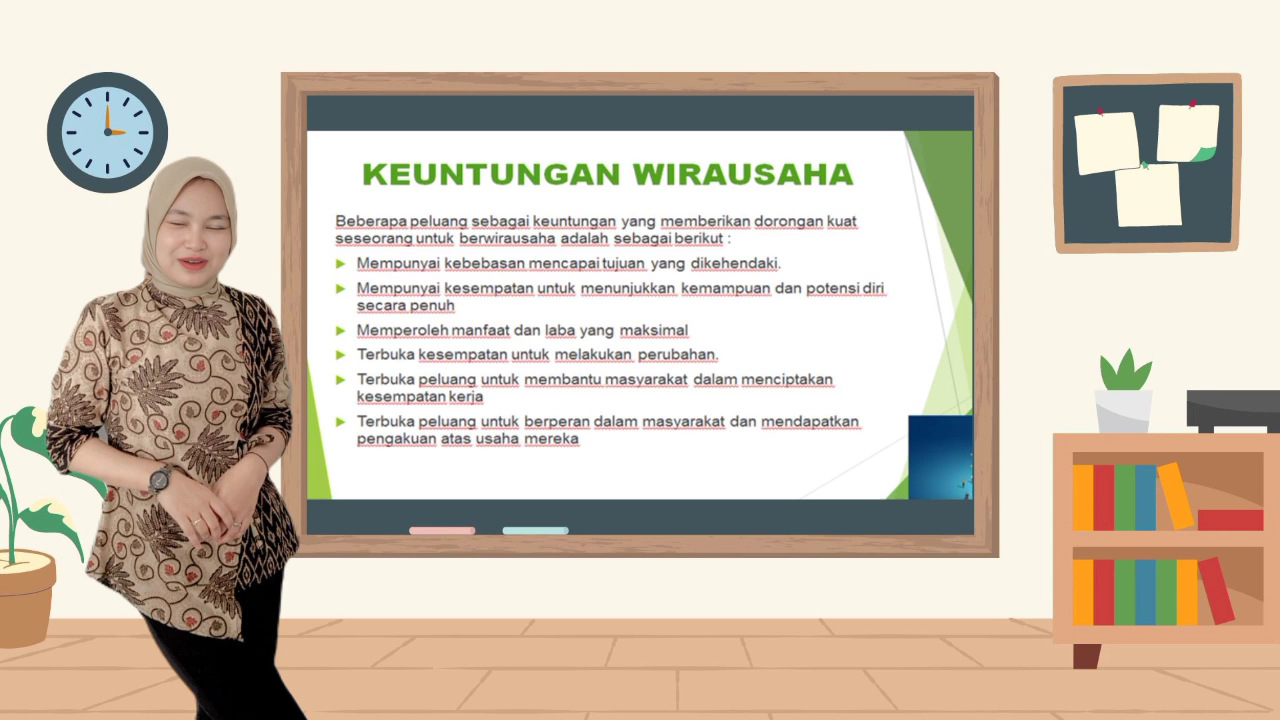 KEUNTUNGAN WIRAUSAHA
Beberapa peluang sebagai keuntungan yang memberikan dorongan kuat
seseorang untuk berwirausaha adalah sebagai berikut :
Mempunyai kebebasan mencapai tujuan yang dikehendaki.
Mempunyai kesempatan untuk menunjukkan kemampuan dan potensi diri
secara penuh
Memperoleh manfaat dan laba yang maksimal
Terbuka kesempatan untuk melakukan perubahan.
Terbuka peluang untuk membantu masyarakat dalam menciptakan
kesempatan kerja
Terbuka peluang untuk berperan dalam masyarakat dan mendapatkan
pengakuan atas usaha mereka